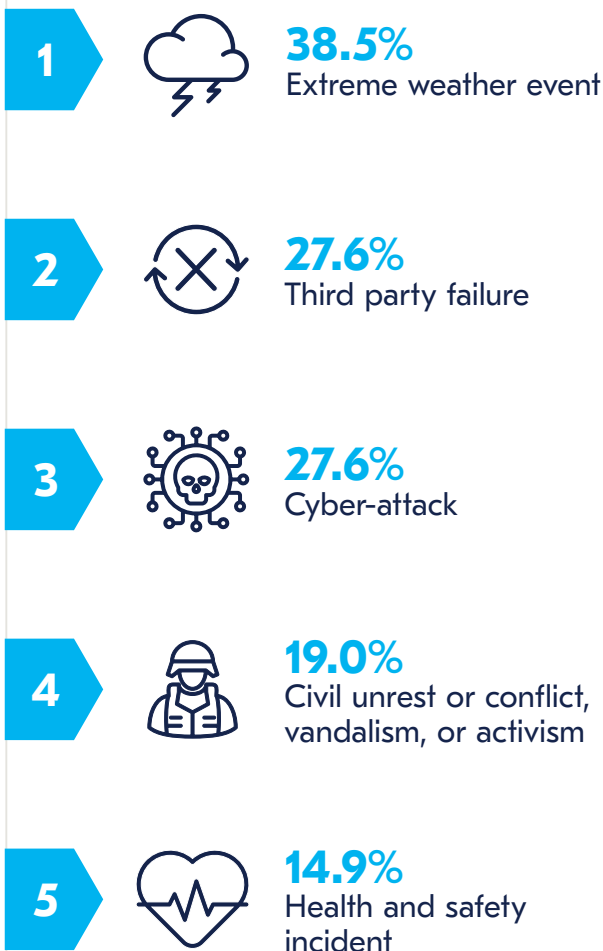 1
38.5%
Extreme weather event
2
27.6%
Third party failure
3
27.6%
Cyber-attack
4
19.0%
Civil unrest or conflict,
vandalism, or activism
5
14.9%
Health and safety
incident